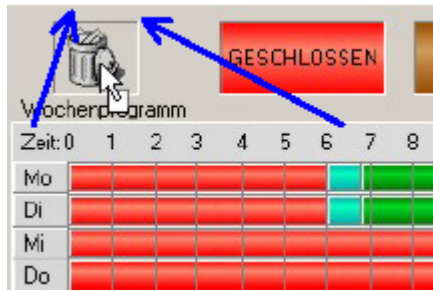 GESCHLOSSEN
Wochenprogramm
Zeit: 0 1 2 3 4 5 6 7 8
Mo
Di
Mi
Do